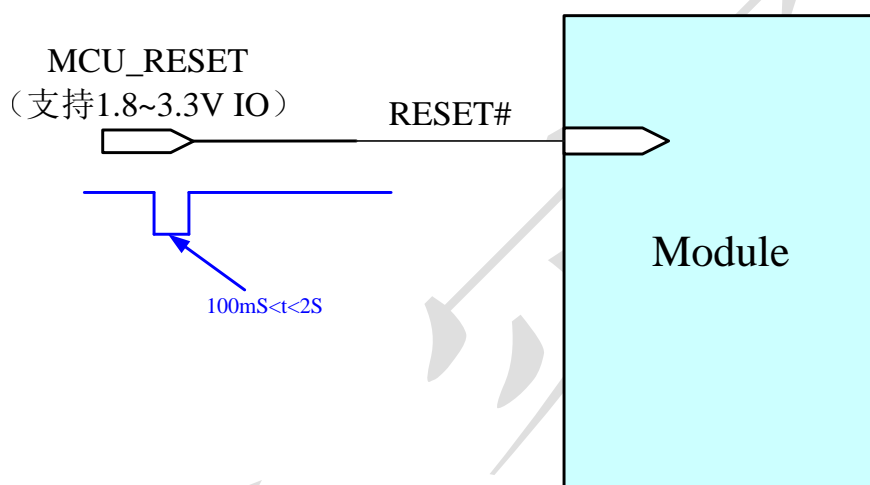 MCU_RESET
（支持1.8~3.3V IO）
RESET#
100mS<t<2S
Module